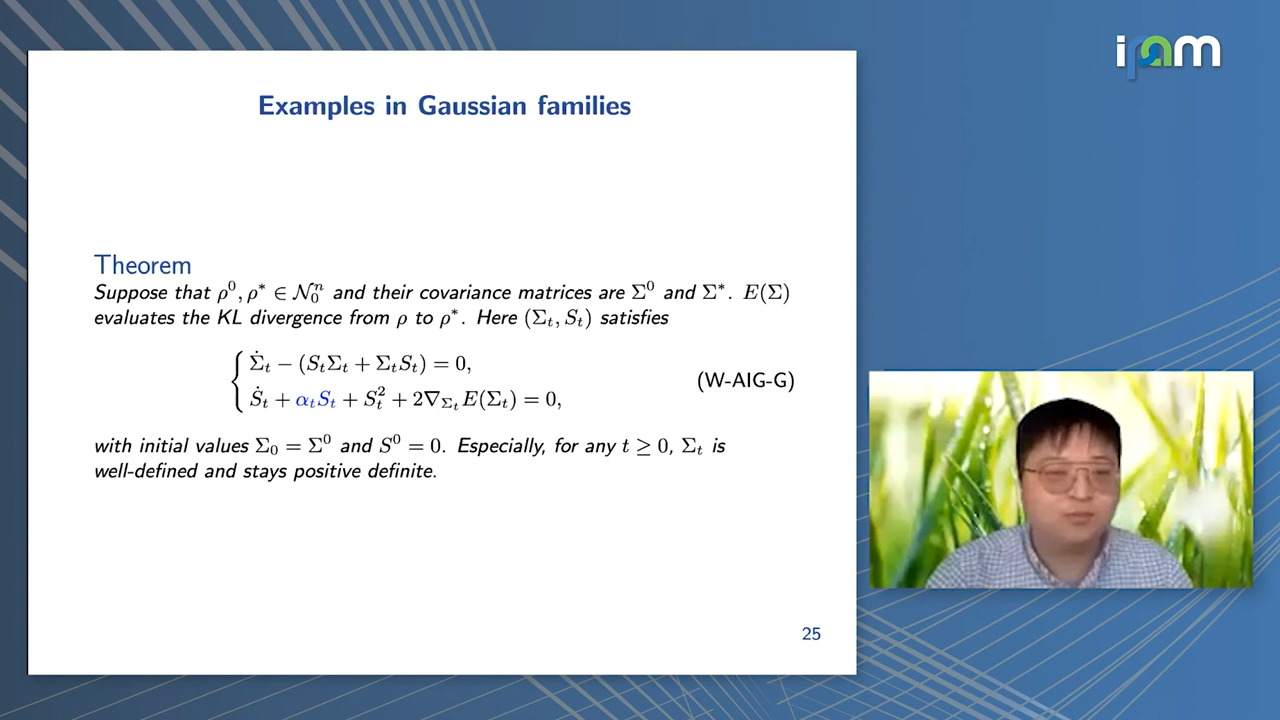 ipam
Examples in Gaussian families
Theorem
Suppose that ρ⁰, ρ* ∈ 𝒩₀ⁿ and their covariance matrices are Σ⁰ and Σ*. E(Σ)
evaluates the KL divergence from ρ to ρ*. Here (Σₜ, Sₜ) satisfies
Σ̇ₜ − (SₜΣₜ + ΣₜSₜ) = 0,
(W-AIG-G)
Ṡₜ + αₜSₜ + Sₜ² + 2∇_{Σₜ}E(Σₜ) = 0,
with initial values Σ₀ = Σ⁰ and S⁰ = 0. Especially, for any t ≥ 0, Σₜ is
well-defined and stays positive definite.
25